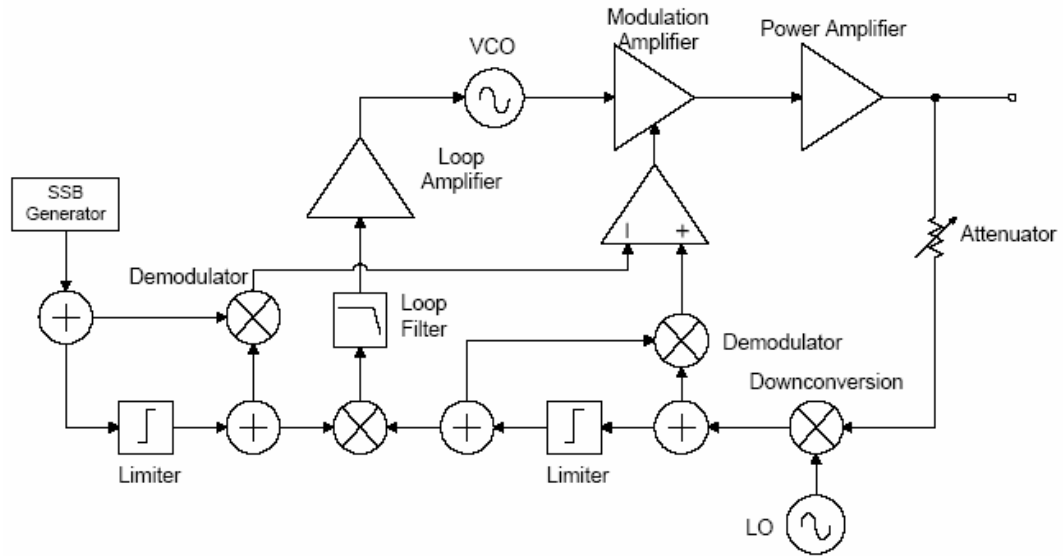 Modulation
Amplifier
Power Amplifier
VCO
Loop
Amplifier
SSB
Generator
Attenuator
Demodulator
Loop
Filter
Demodulator
Downconversion
Limiter
Limiter
LO